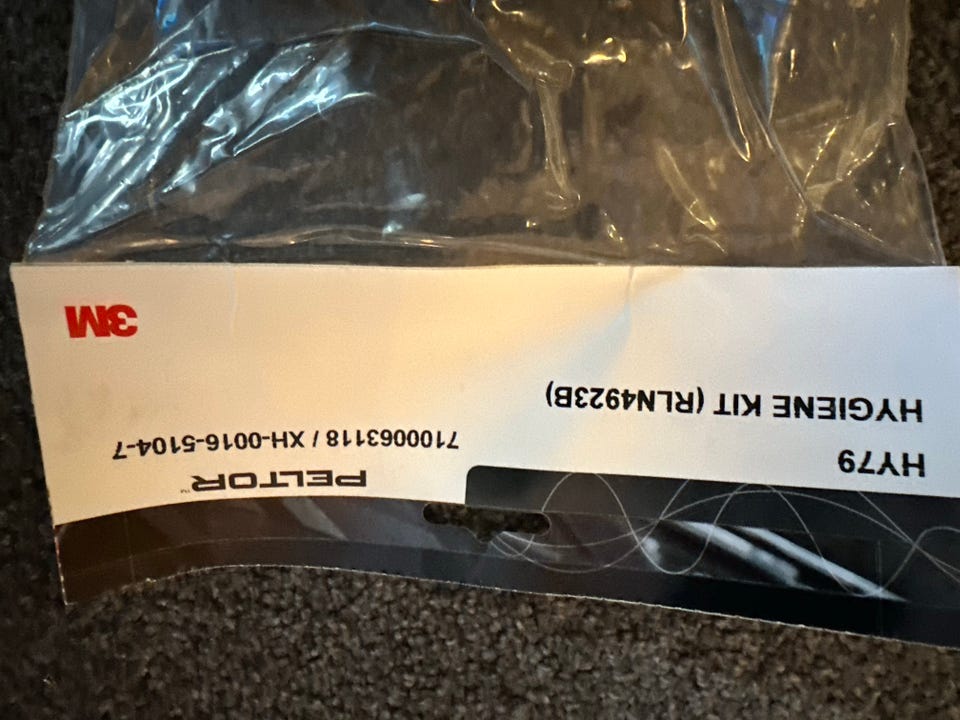 HY79
HYGIENE KIT (RLN4923B)
PELTOR™
7100063118 / XH-0016-5104-7
3M